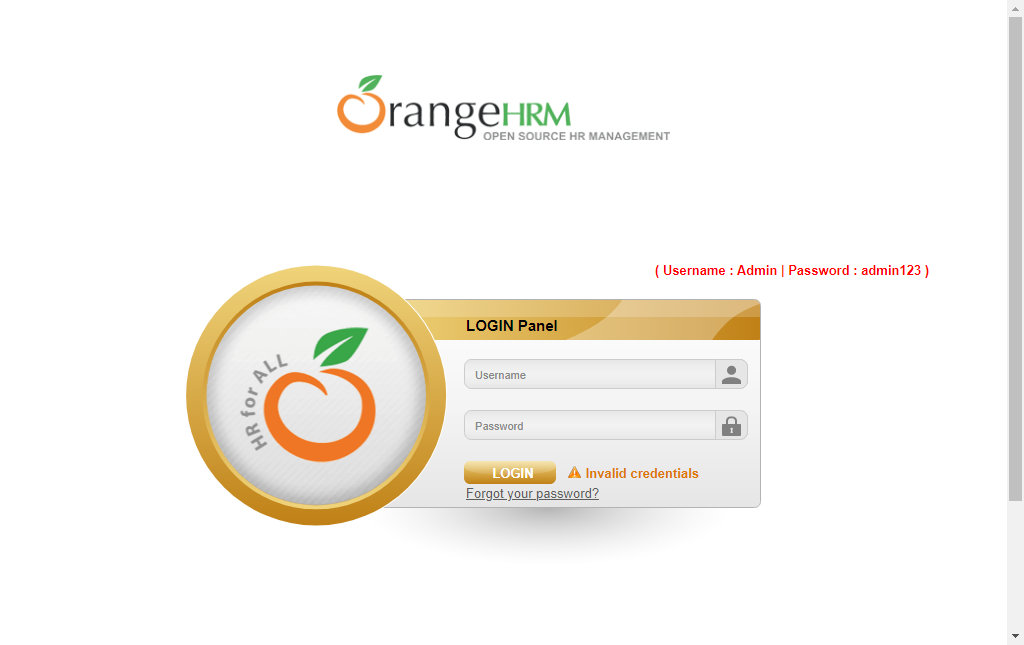 OrangeHRM
OPEN SOURCE HR MANAGEMENT
( Username : Admin | Password : admin123 )
HR for ALL
LOGIN Panel
Username
Password
LOGIN
Invalid credentials
Forgot your password?